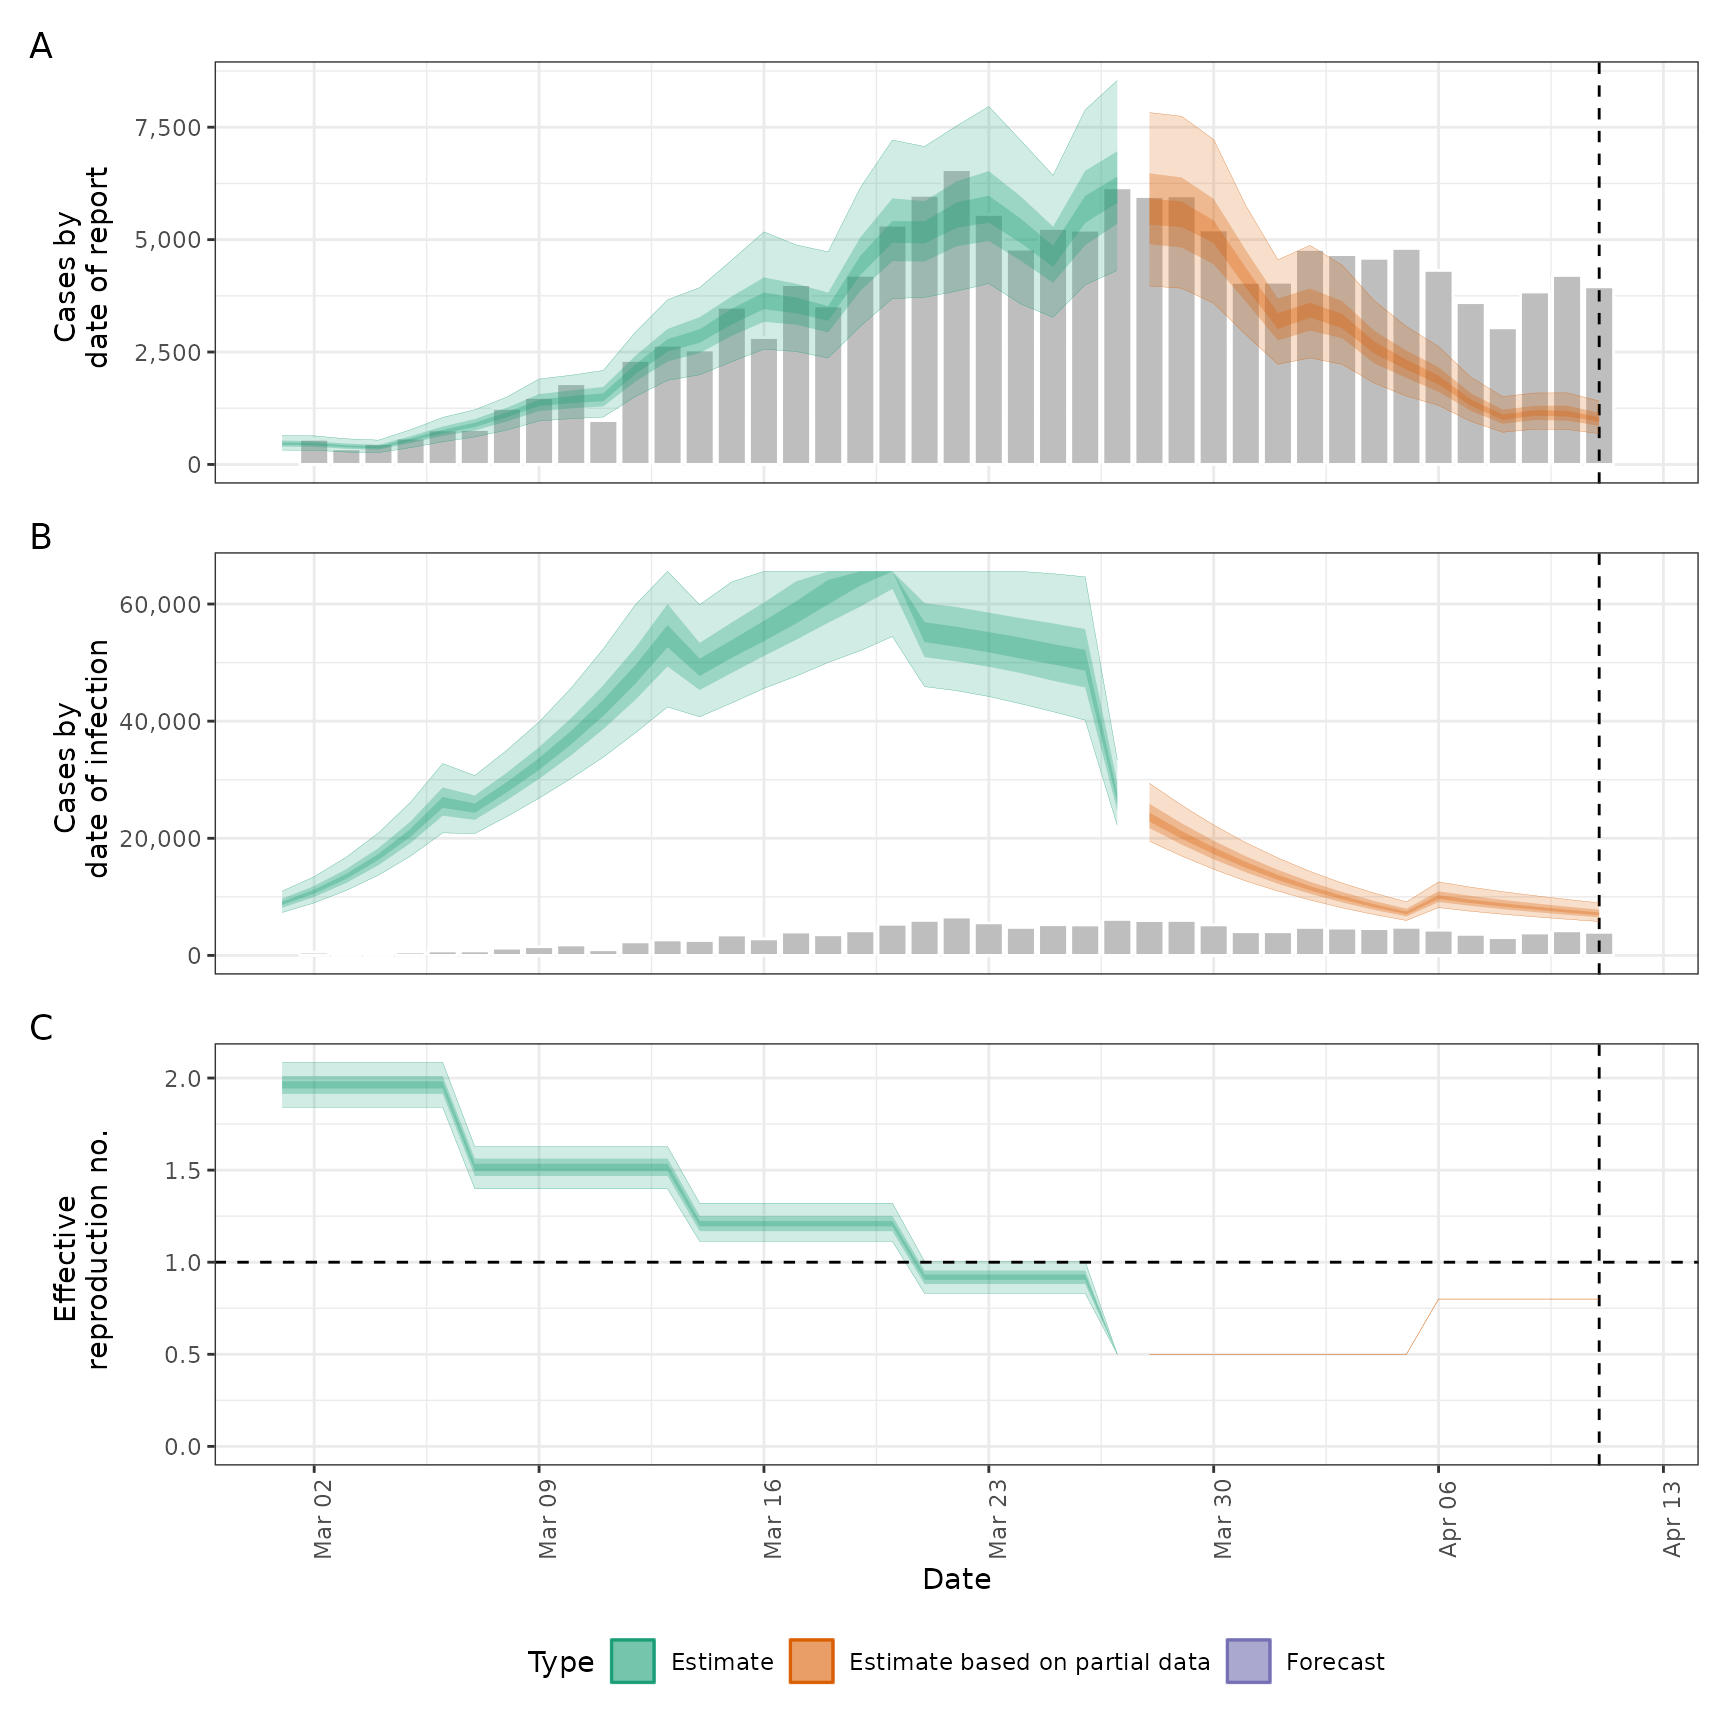 A
7,500
5,000
2,500
0
Cases by
date of report
B
60,000
40,000
20,000
0
Cases by
date of infection
C
2.0
1.5
1.0
0.5
0.0
Effective
reproduction no.
Mar 02
Mar 09
Mar 16
Mar 23
Mar 30
Apr 06
Apr 13
Date
Type Estimate Estimate based on partial data Forecast